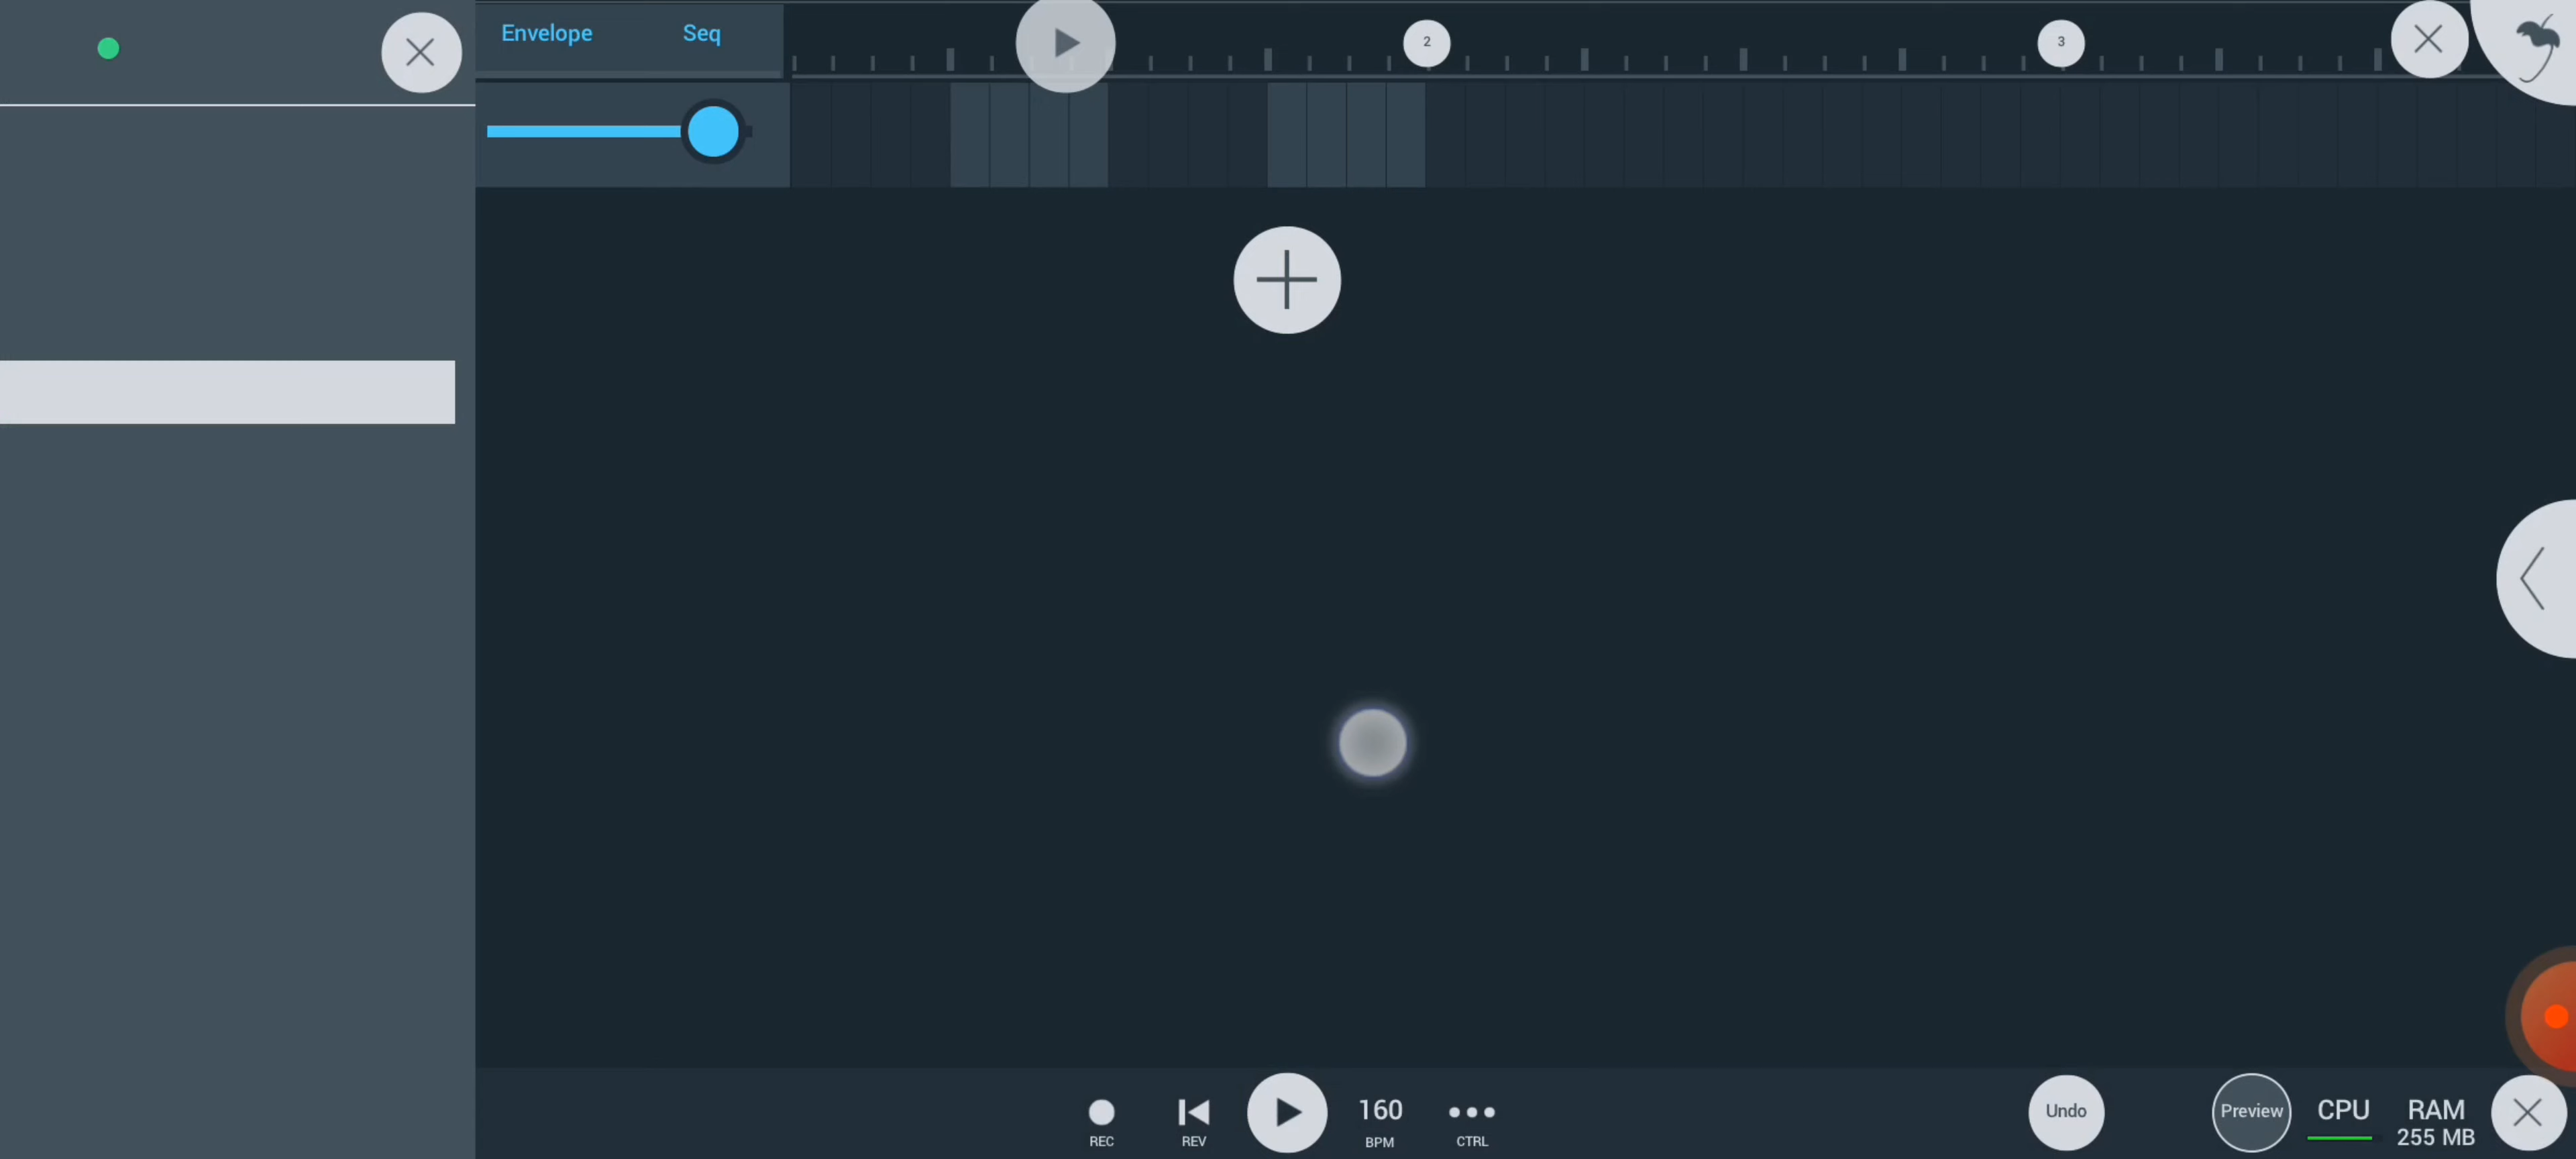 Envelope Seq
2
3
REC
REV
160
BPM
CTRL
Undo
Preview
CPU
RAM
255 MB